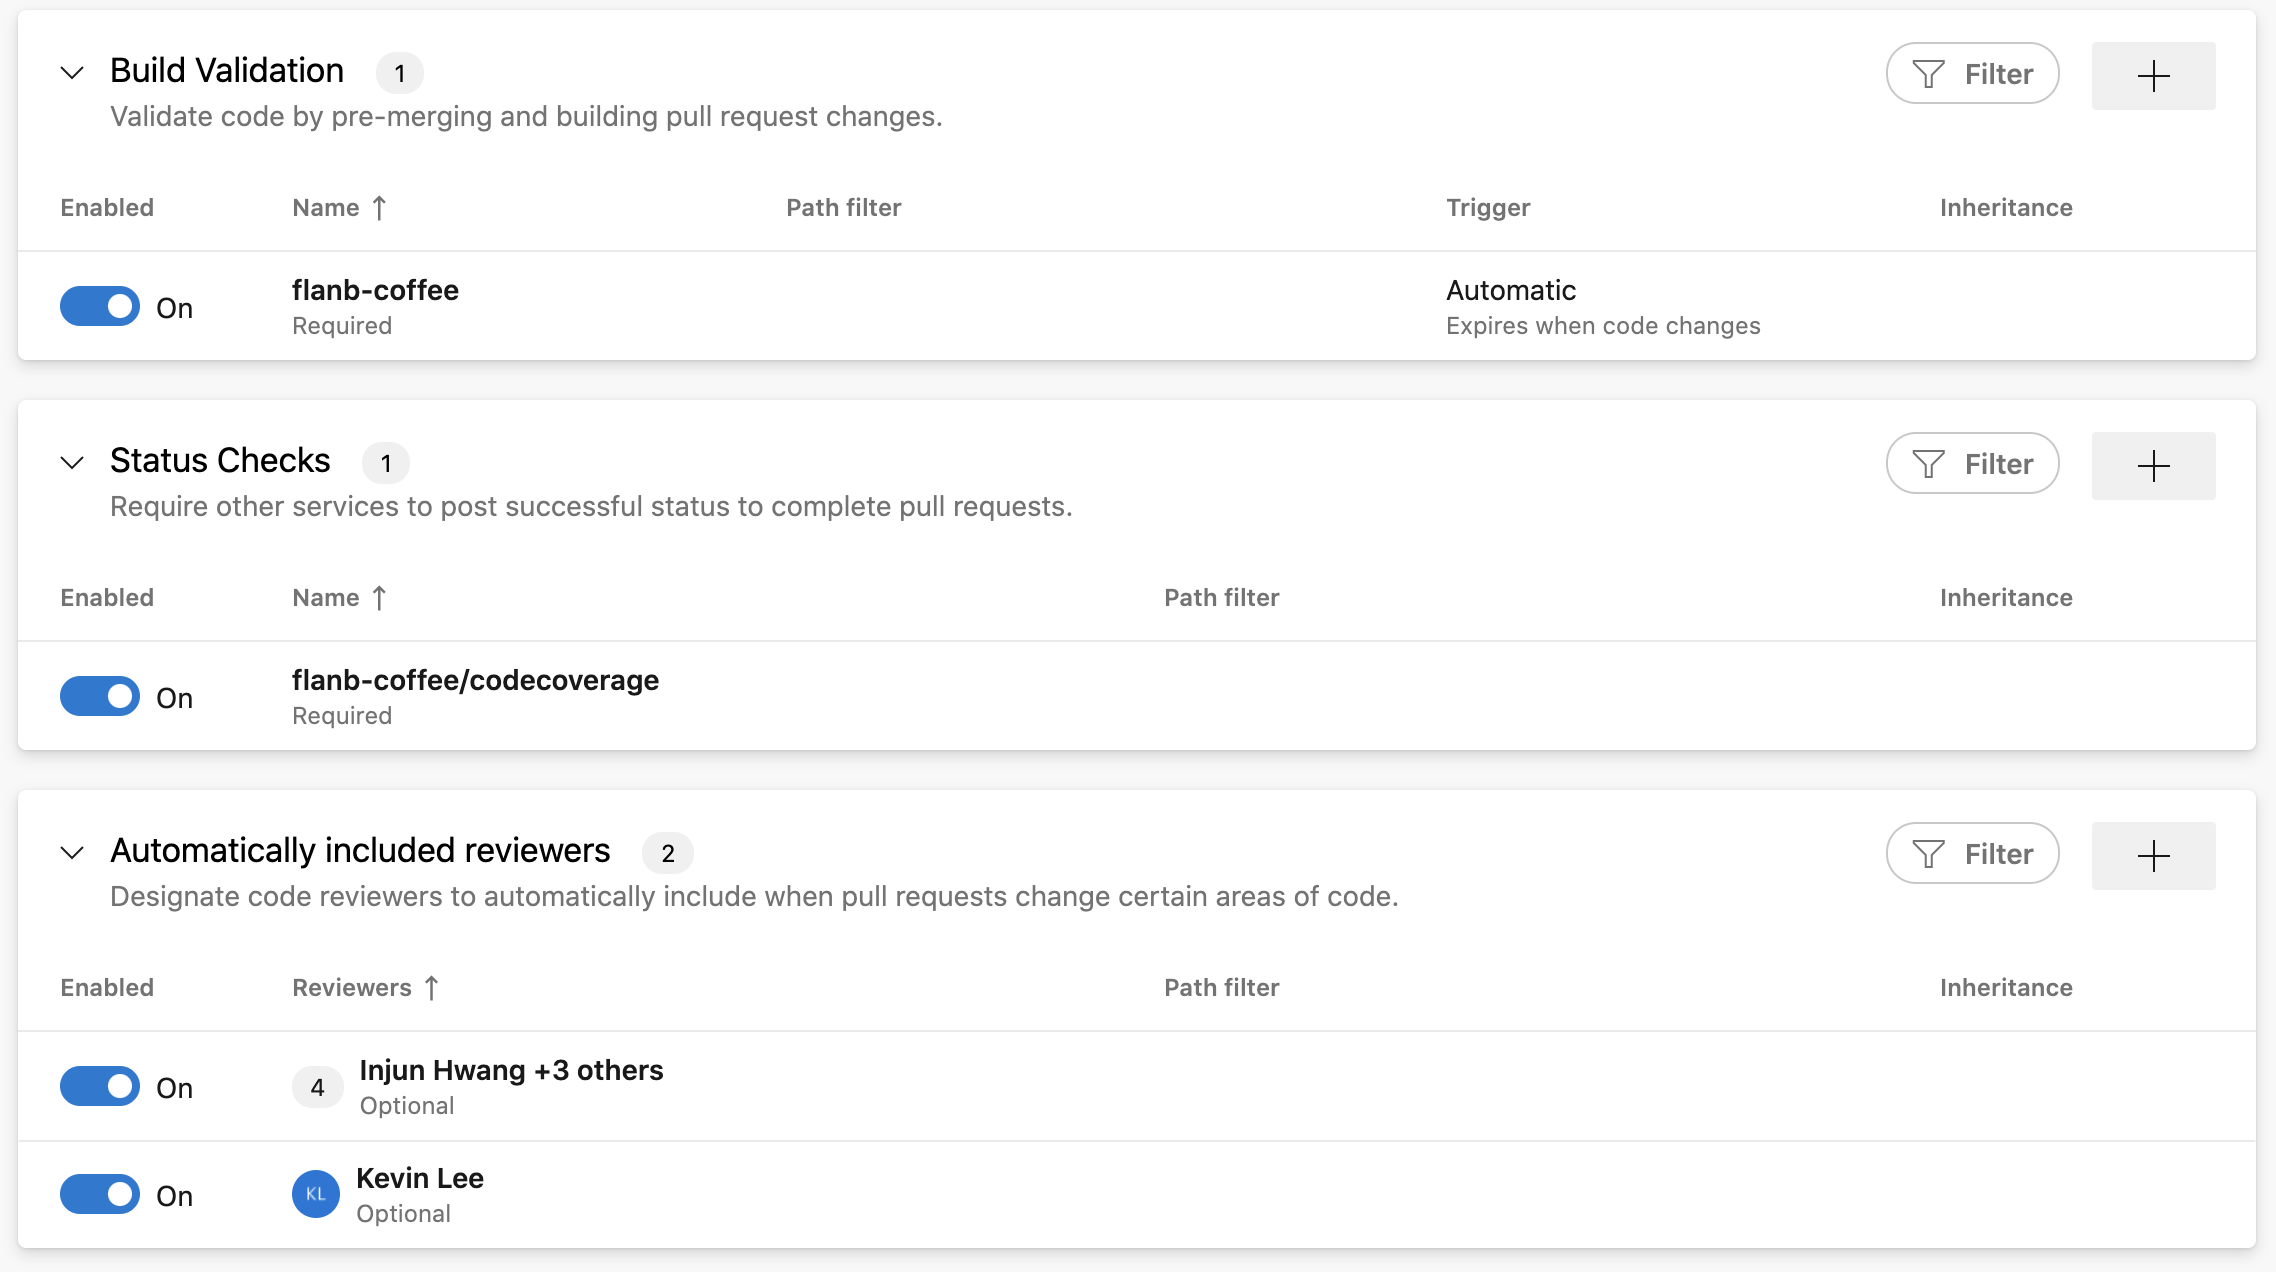 Build Validation 1
Filter
Validate code by pre-merging and building pull request changes.
Enabled Name ↑ Path filter Trigger Inheritance
On flanb-coffee Automatic
Required Expires when code changes
Status Checks 1
Filter
Require other services to post successful status to complete pull requests.
Enabled Name ↑ Path filter Inheritance
On flanb-coffee/codecoverage
Required
Automatically included reviewers 2
Filter
Designate code reviewers to automatically include when pull requests change certain areas of code.
Enabled Reviewers ↑ Path filter Inheritance
On 4 Injun Hwang +3 others
Optional
On KL Kevin Lee
Optional